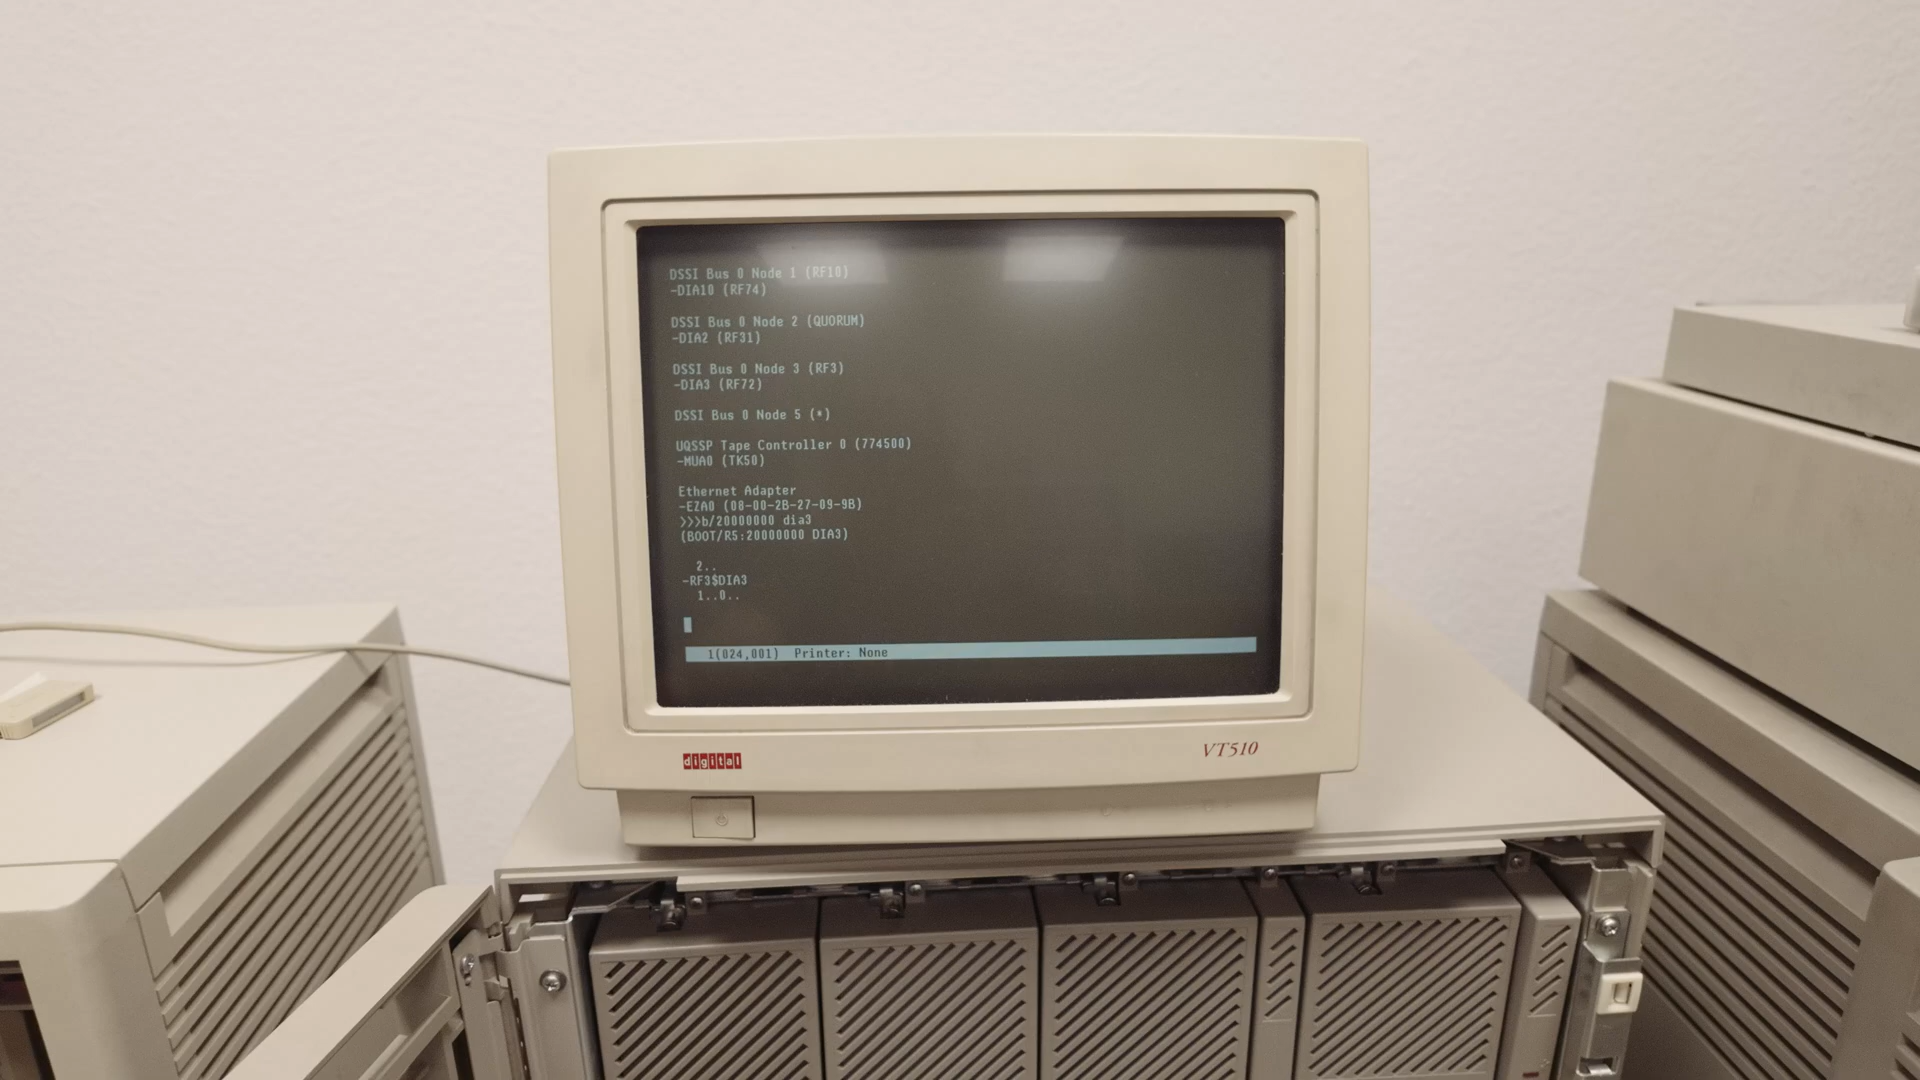 DSSI Bus 0 Node 1 (RF10)
-DIA10 (RF74)
DSSI Bus 0 Node 2 (QUORUM)
-DIA2 (RF31)
DSSI Bus 0 Node 3 (RF3)
-DIA3 (RF72)
DSSI Bus 0 Node 5 (*)
UQSSP Tape Controller 0 (774500)
-MUA0 (TK50)
Ethernet Adapter
-EZA0 (08-00-2B-27-09-9B)
>>>b/20000000 dia3
(BOOT/R5:20000000 DIA3)
2..
-RF3$DIA3
1..0..
1(024,001) Printer: None
digital
VT510